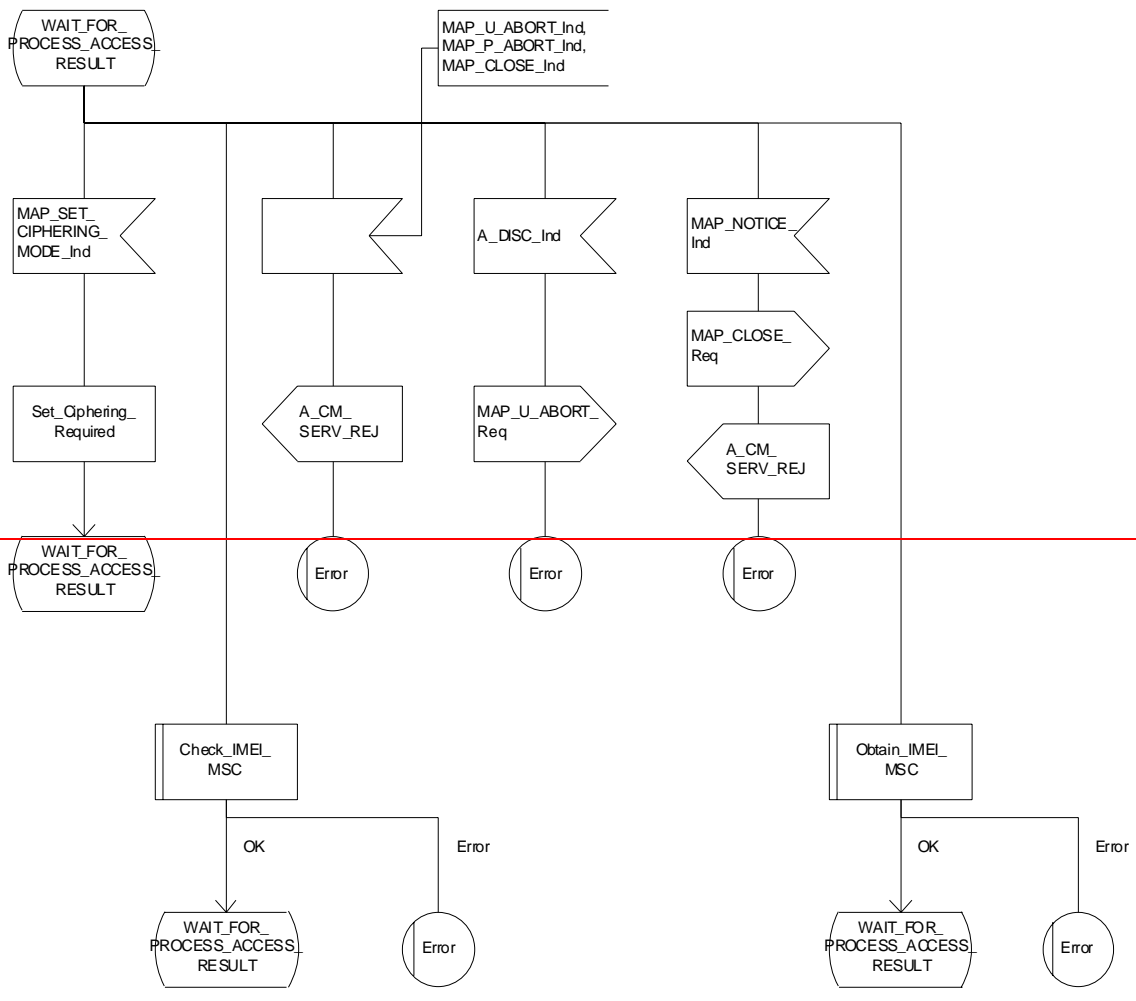 WAIT_FOR_
PROCESS_ACCESS_
RESULT
MAP_U_ABORT_Ind,
MAP_P_ABORT_Ind,
MAP_CLOSE_Ind
MAP_SET_
CIPHERING_
MODE_Ind
A_DISC_Ind
MAP_NOTICE_
Ind
MAP_CLOSE_
Req
Set_Ciphering_
Required
A_CM_
SERV_REJ
MAP_U_ABORT_
Req
A_CM_
SERV_REJ
WAIT_FOR_
PROCESS_ACCESS_
RESULT
Error
Error
Error
Check_IMEI_
MSC
Obtain_IMEI_
MSC
OK
Error
OK
Error
WAIT_FOR_
PROCESS_ACCESS_
RESULT
Error
WAIT_FOR_
PROCESS_ACCESS_
RESULT
Error